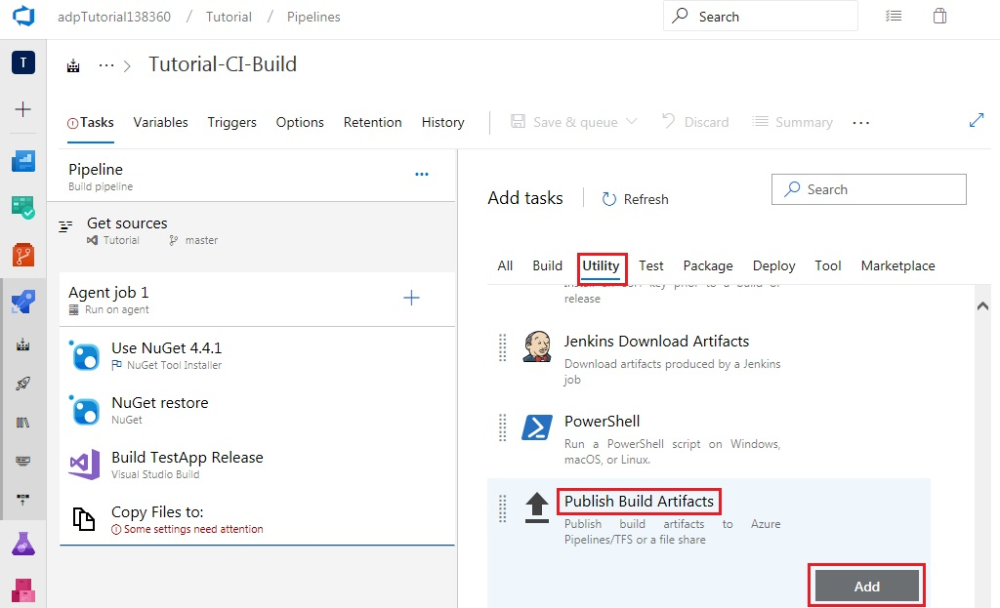 adpTutorial138360 / Tutorial / Pipelines
Search
T
... > Tutorial-CI-Build
Tasks Variables Triggers Options Retention History
Save & queue Discard Summary ...
Pipeline
Build pipeline
...
Get sources
Tutorial master
Agent job 1
Run on agent
Use NuGet 4.4.1
NuGet Tool Installer
NuGet restore
NuGet
Build TestApp Release
Visual Studio Build
Copy Files to:
Some settings need attention
Add tasks
Refresh
Search
All Build Utility Test Package Deploy Tool Marketplace
release
Jenkins Download Artifacts
Download artifacts produced by a Jenkins
job
PowerShell
Run a PowerShell script on Windows,
macOS, or Linux.
Publish Build Artifacts
Publish build artifacts to Azure
Pipelines/TFS or a file share
Add